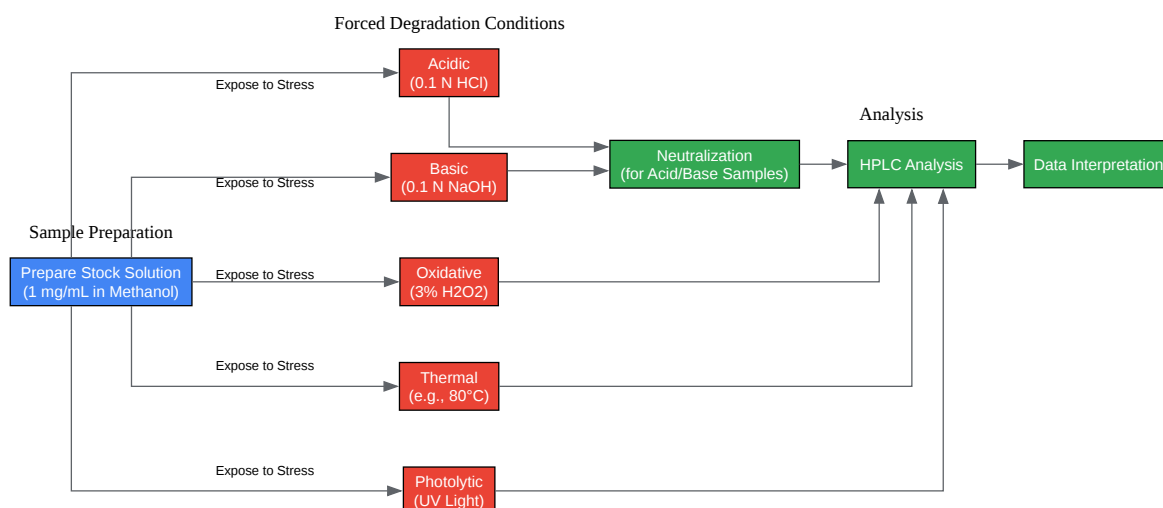 Forced Degradation Conditions
Acidic
(0.1 N HCl)
Expose to Stress
Analysis
Neutralization
(for Acid/Base Samples)
HPLC Analysis
Data Interpretation
Basic
(0.1 N NaOH)
Expose to Stress
Sample Preparation
Prepare Stock Solution
(1 mg/mL in Methanol)
Expose to Stress
Oxidative
(3% H2O2)
Expose to Stress
Thermal
(e.g., 80°C)
Expose to Stress
Photolytic
(UV Light)